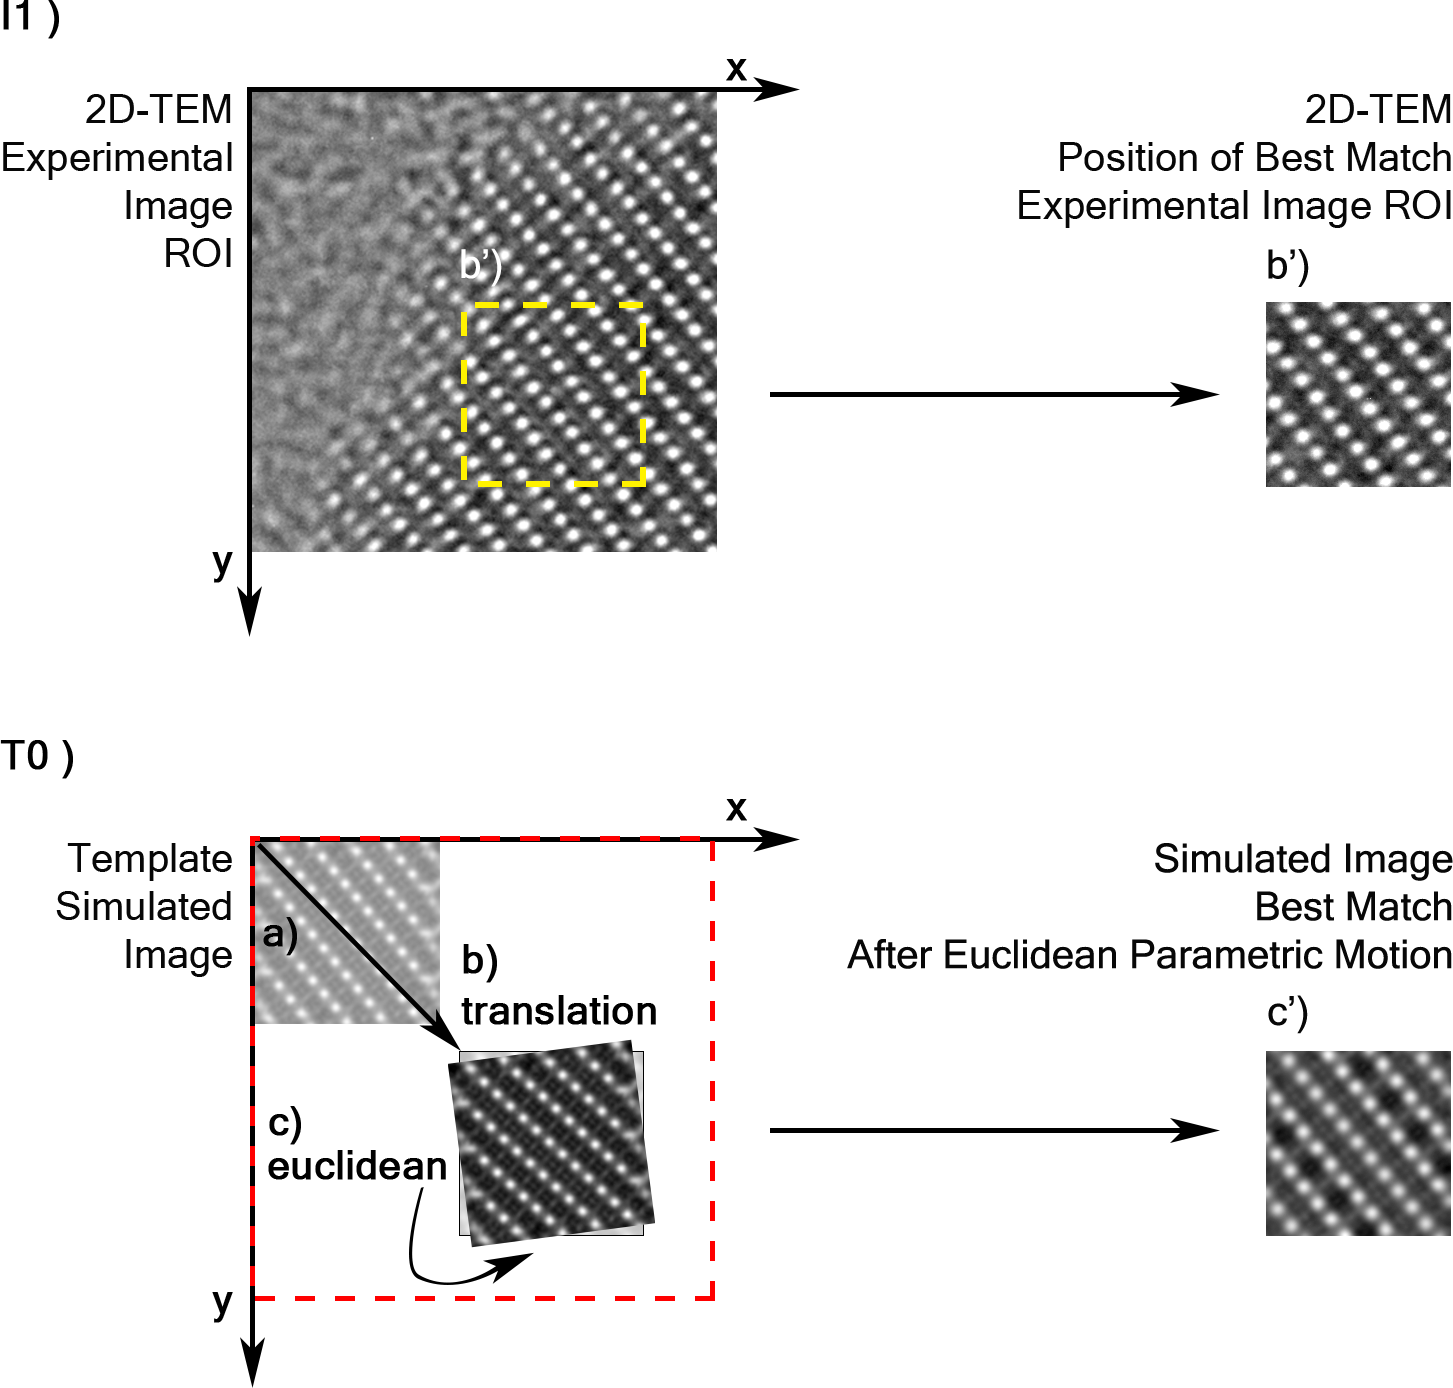 I1 )
x
2D-TEM
Experimental
Image
ROI
b')
y
2D-TEM
Position of Best Match
Experimental Image ROI
b')
T0 )
x
Template
Simulated
Image
a)
b)
translation
c)
euclidean
y
Simulated Image
Best Match
After Euclidean Parametric Motion
c')